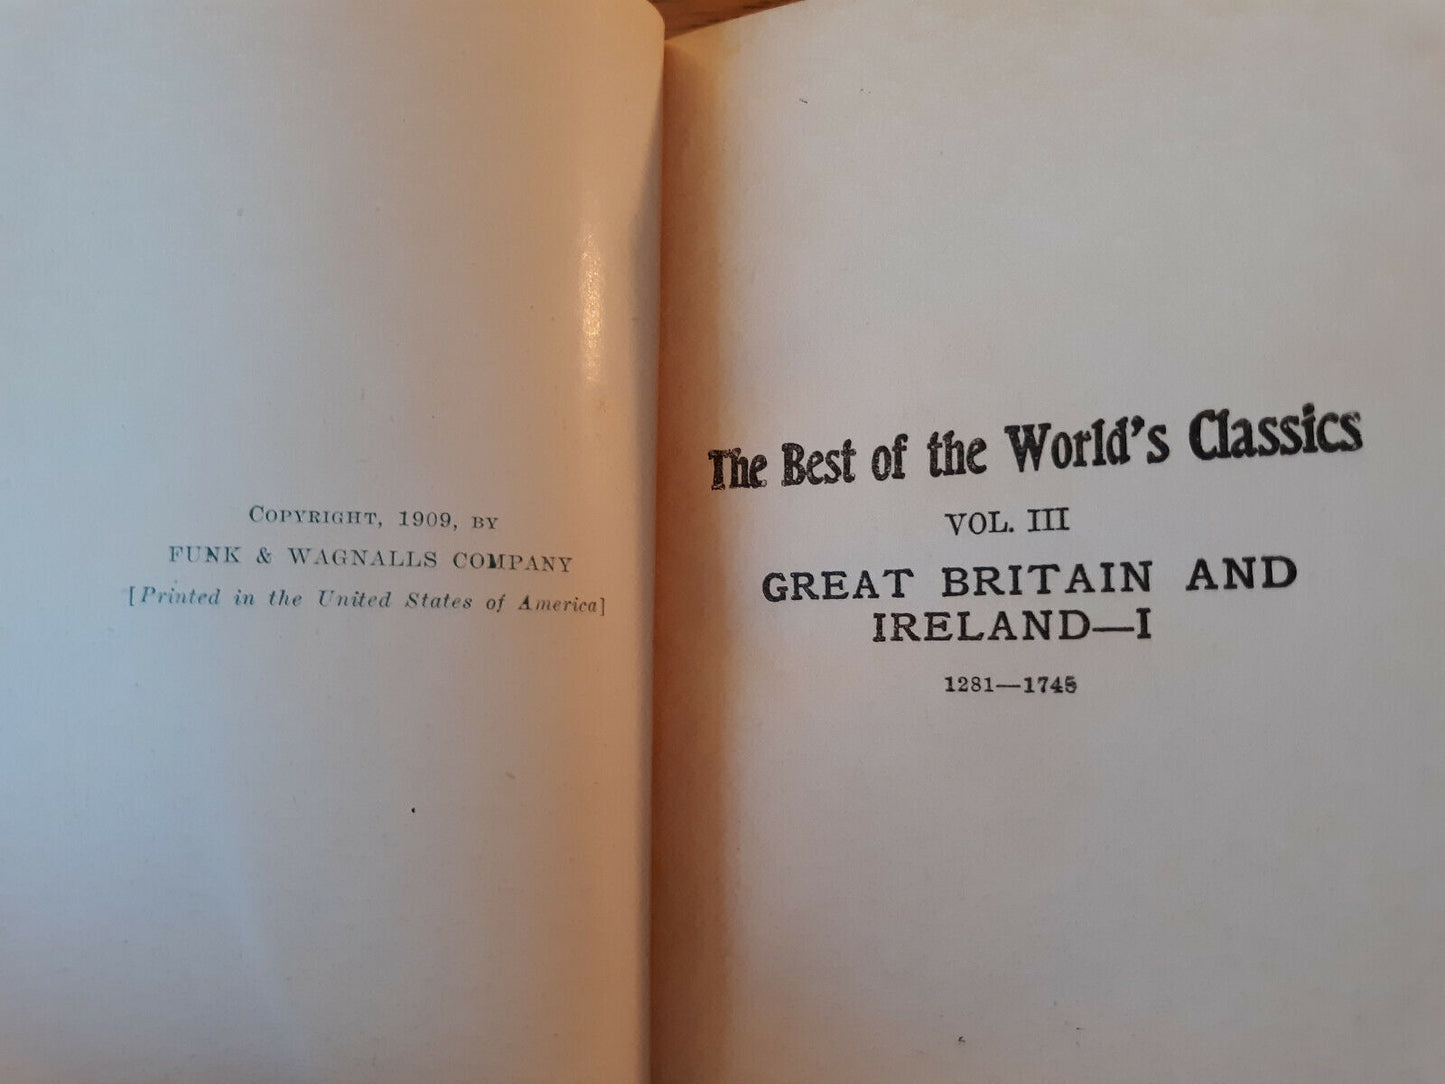 COPYRIGHT, 1909, BY
FUNK & WAGNALLS COMPANY
[Printed in the United States of America]
The Best of the World's Classics
VOL. III
GREAT BRITAIN AND
IRELAND—I
1281—1745